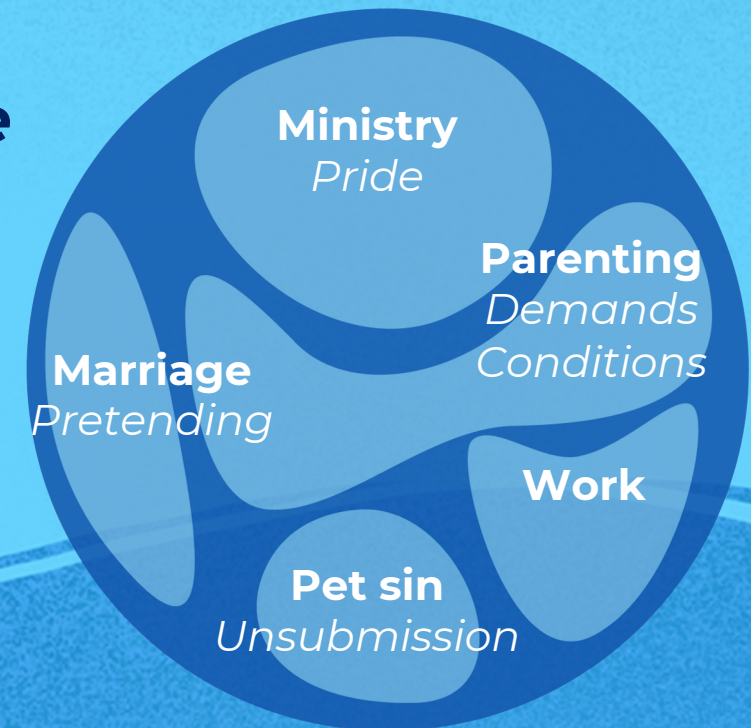 e
Ministry
Pride
Parenting
Demands
Conditions
Marriage
Pretending
Work
Pet sin
Unsubmission